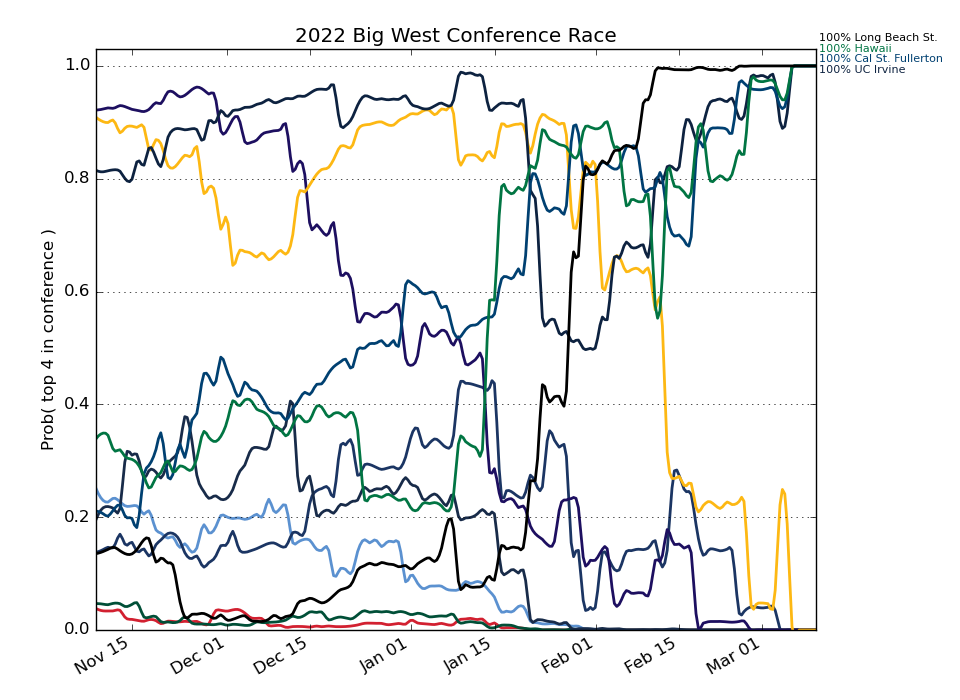 2022 Big West Conference Race
100% Long Beach St.
100% Hawaii
100% Cal St. Fullerton
100% UC Irvine
Prob( top 4 in conference )
1.0
0.8
0.6
0.4
0.2
0.0
Nov 15
Dec 01
Dec 15
Jan 01
Jan 15
Feb 01
Feb 15
Mar 01